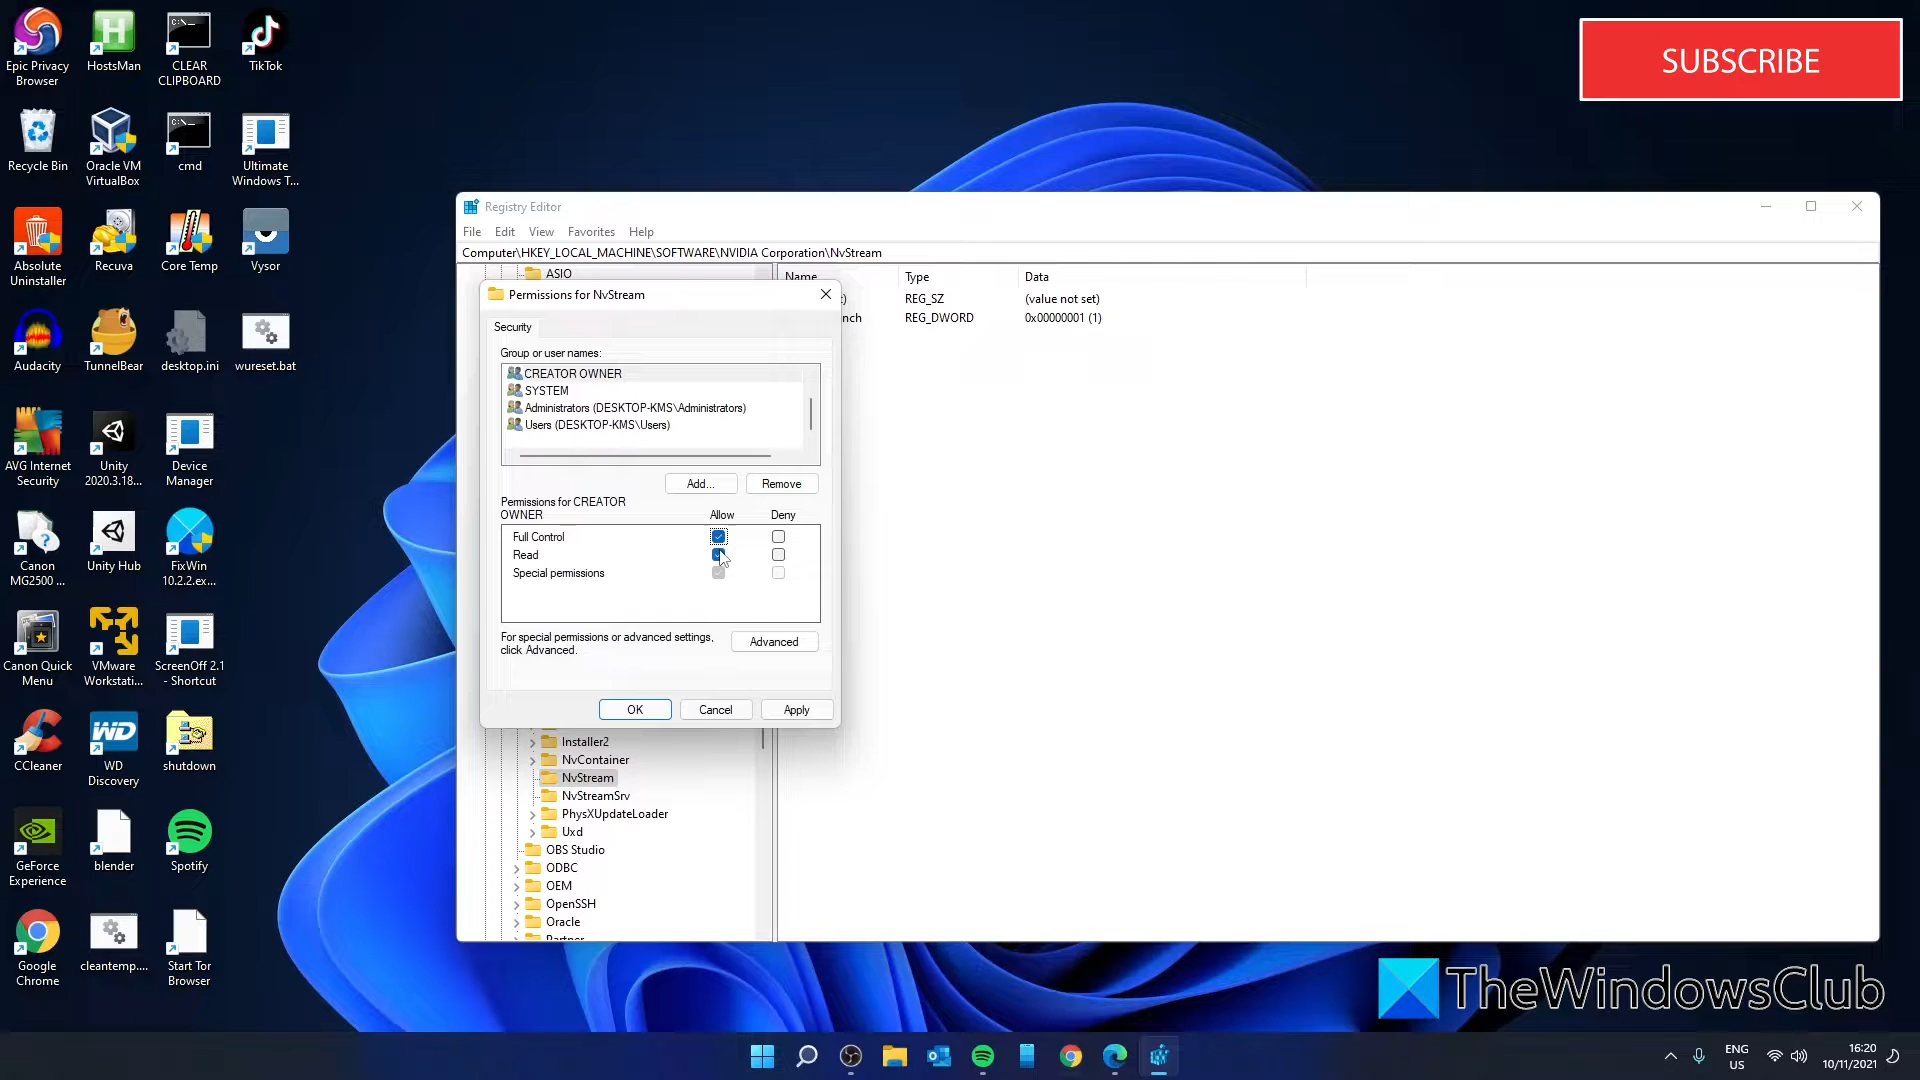 Epic Privacy
Browser
HostsMan
CLEAR
CLIPBOARD
TikTok
SUBSCRIBE
Recycle Bin
Oracle VM
VirtualBox
cmd
Ultimate
Windows T...
Absolute
Uninstaller
Recuva
Core Temp
Vysor
Audacity
TunnelBear
desktop.ini
wureset.bat
AVG Internet
Security
Unity
2020.3.18...
Device
Manager
Canon
MG2500 ...
Unity Hub
FixWin
10.2.2.ex...
Canon Quick
Menu
VMware
Workstati...
ScreenOff 2.1
- Shortcut
CCleaner
WD
WD
Discovery
shutdown
GeForce
Experience
blender
Spotify
Google
Chrome
cleantemp....
Start Tor
Browser
Registry Editor
File Edit View Favorites Help
Computer\HKEY_LOCAL_MACHINE\SOFTWARE\NVIDIA Corporation\NvStream
ASIO
Name Type Data
REG_SZ (value not set)
nch REG_DWORD 0x00000001 (1)
Permissions for NvStream
Security
Group or user names:
CREATOR OWNER
SYSTEM
Administrators (DESKTOP-KMS\Administrators)
Users (DESKTOP-KMS\Users)
Add... Remove
Permissions for CREATOR
OWNER Allow Deny
Full Control
Read
Special permissions
For special permissions or advanced settings,
click Advanced.
Advanced
OK Cancel Apply
Installer2
NvContainer
NvStream
NvStreamSrv
PhysXUpdateLoader
Uxd
OBS Studio
ODBC
OEM
OpenSSH
Oracle
Partner
TheWindowsClub
ENG
US
16:20
10/11/2021